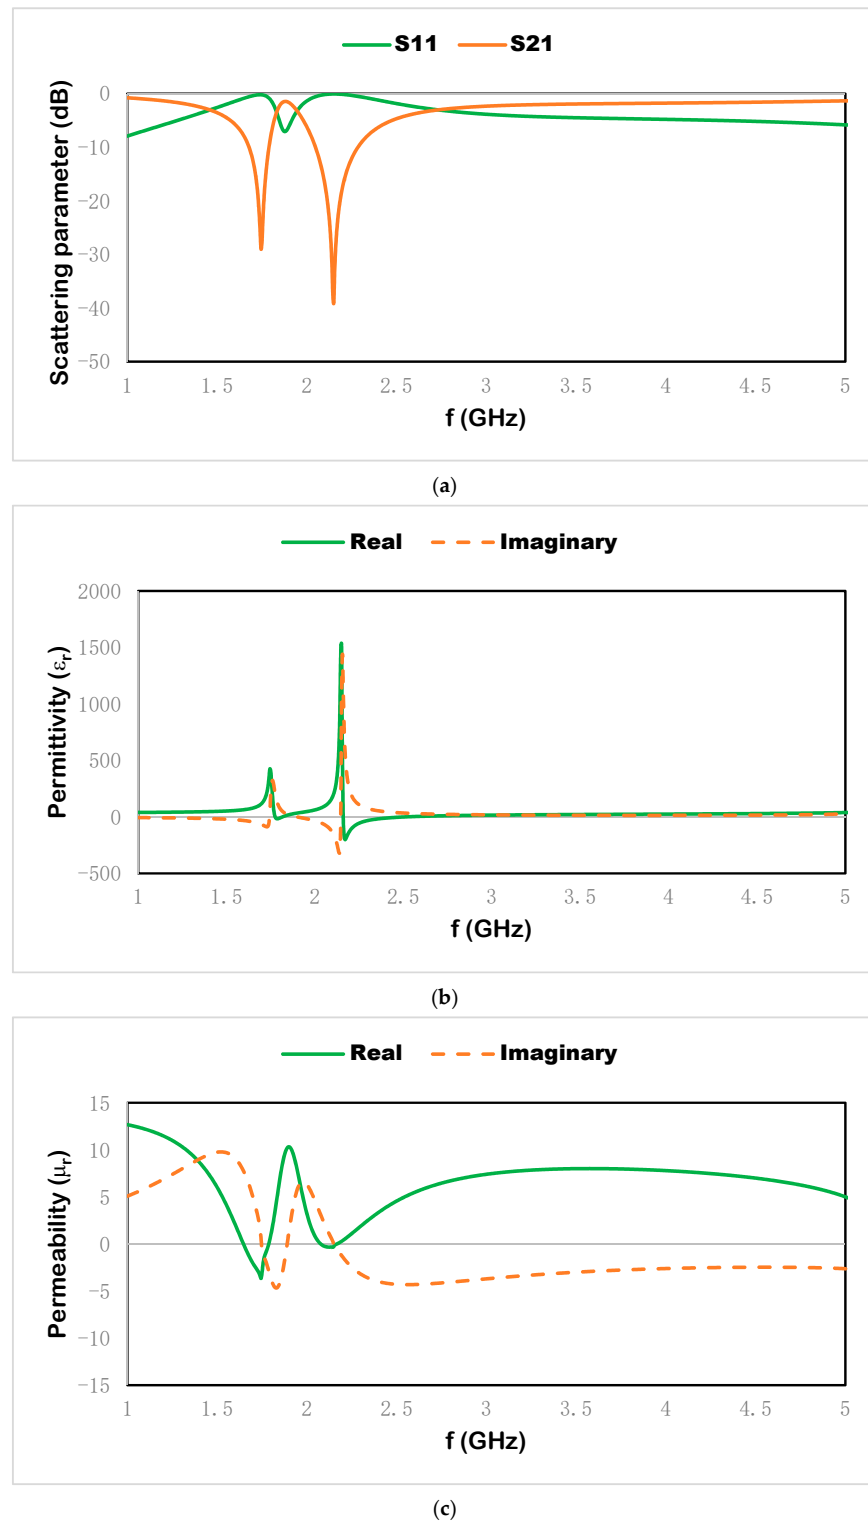 S11 S21
Scattering parameter (dB)
0
−10
−20
−30
−40
−50
1 1.5 2 2.5 3 3.5 4 4.5 5
f (GHz)
(a)
Real Imaginary
Permittivity (εr)
2000
1500
1000
500
0
−500
1 1.5 2 2.5 3 3.5 4 4.5 5
f (GHz)
(b)
Real Imaginary
Permeability (μr)
15
10
5
0
−5
−10
−15
1 1.5 2 2.5 3 3.5 4 4.5 5
f (GHz)
(c)